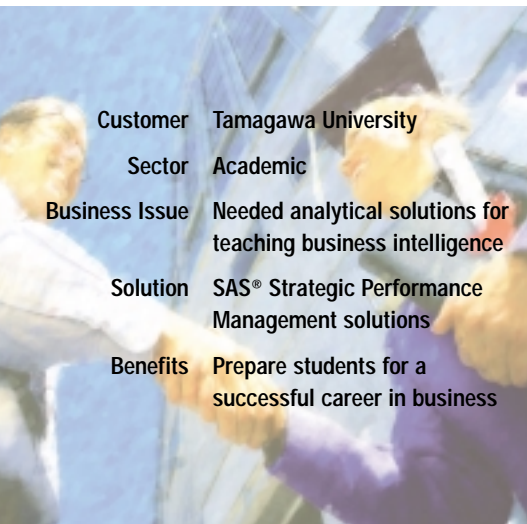 Customer Tamagawa University
Sector Academic
Business Issue Needed analytical solutions for
teaching business intelligence
Solution SAS® Strategic Performance
Management solutions
Benefits Prepare students for a
successful career in business